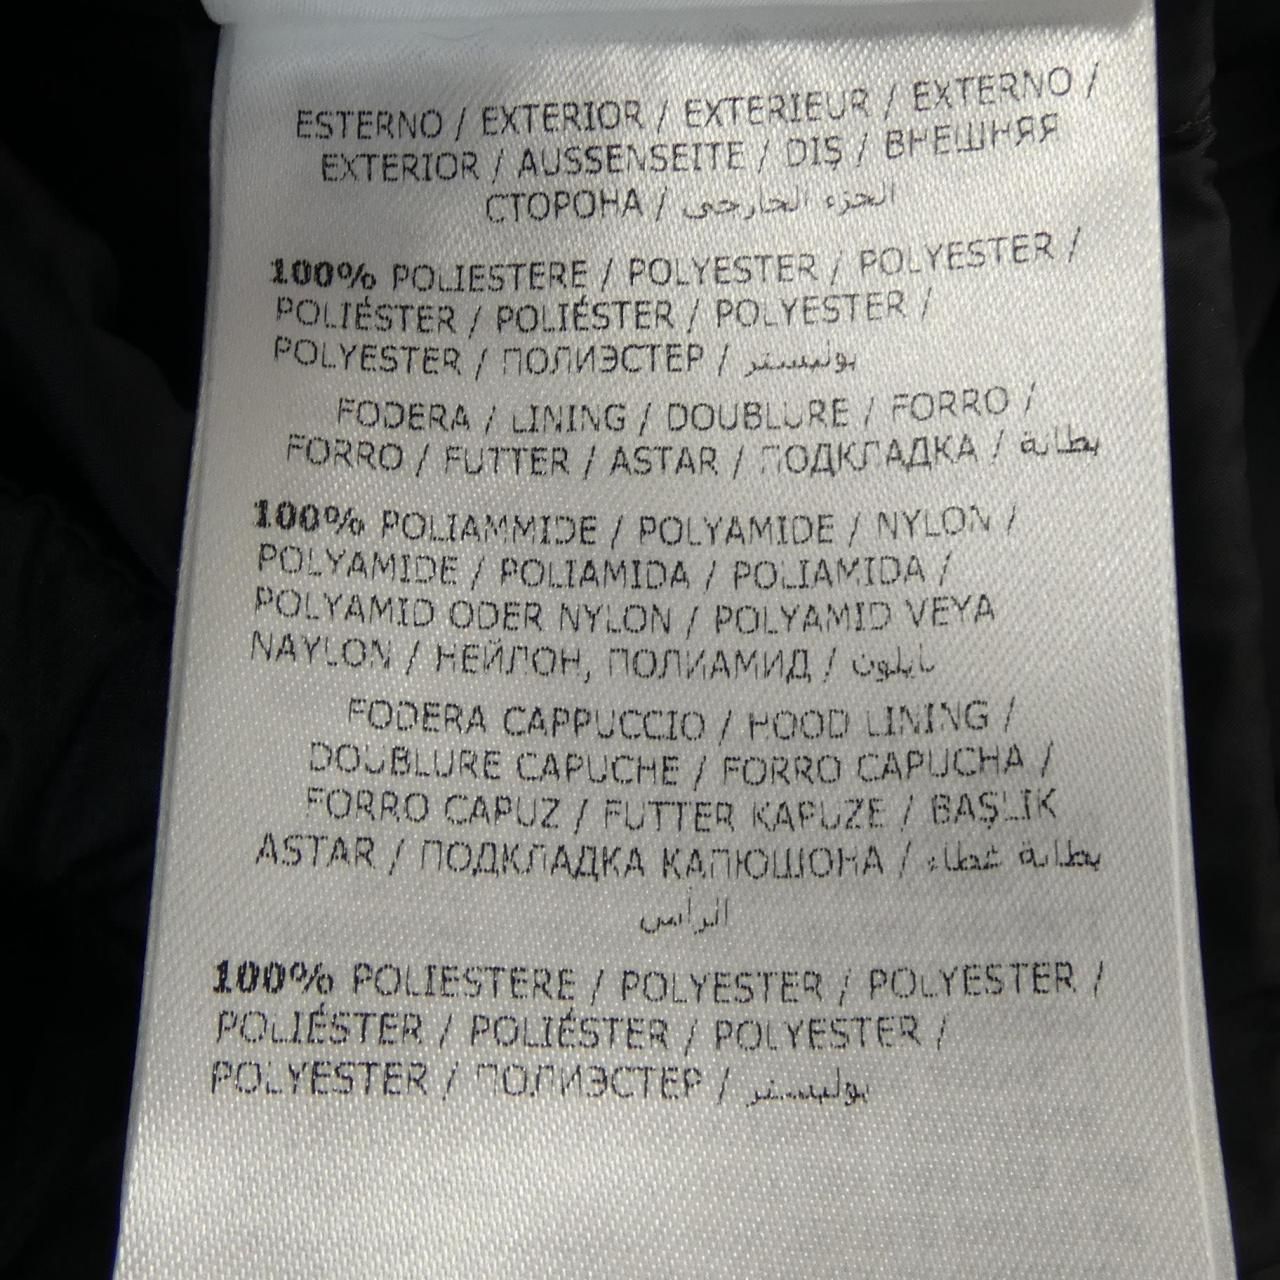 ESTERNO / EXTERIOR / EXTERIEUR / EXTERNO /
EXTERIOR / AUSSENSEITE / DIŞ / ВНЕШНЯЯ
СТОРОНА / الجزء الخارجي
100% POLIESTERE / POLYESTER / POLYESTER /
POLIÉSTER / POLIÉSTER / POLYESTER /
POLYESTER / ПОЛИЭСТЕР / بوليستر
FODERA / LINING / DOUBLURE / FORRO /
FORRO / FUTTER / ASTAR / ПОДКЛАДКА / بطانة
100% POLIAMMIDE / POLYAMIDE / NYLON /
POLYAMIDE / POLIAMIDA / POLIAMIDA /
POLYAMID ODER NYLON / POLYAMID VEYA
NAYLON / НЕЙЛОН, ПОЛИАМИД / نايلون
FODERA CAPPUCCIO / HOOD LINING /
DOUBLURE CAPUCHE / FORRO CAPUCHA /
FORRO CAPUZ / FUTTER KAPUZE / BAŞLIK
ASTAR / ПОДКЛАДКА КАПЮШОНА / بطانة غطاء
الرأس
100% POLIESTERE / POLYESTER / POLYESTER /
POLIÉSTER / POLIÉSTER / POLYESTER /
POLYESTER / ПОЛИЭСТЕР / بوليستر